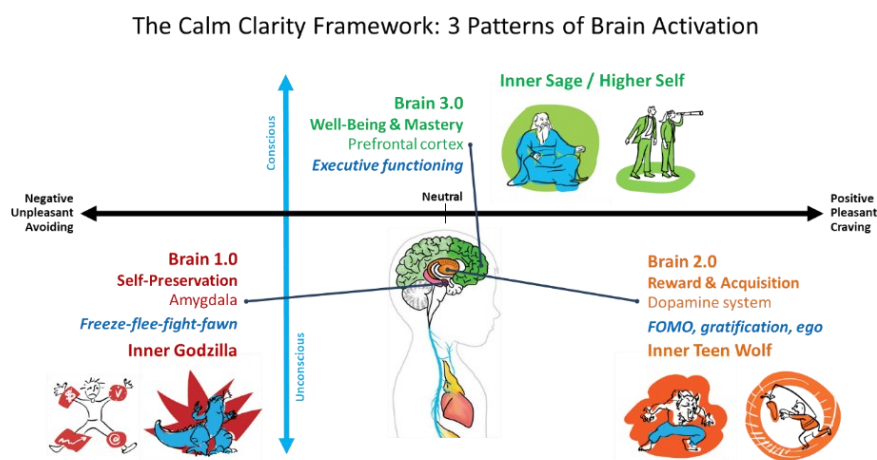 The Calm Clarity Framework: 3 Patterns of Brain Activation
Inner Sage / Higher Self
Brain 3.0
Well-Being & Mastery
Prefrontal cortex
Executive functioning
Conscious
Negative
Unpleasant
Avoiding
Neutral
Positive
Pleasant
Craving
Brain 1.0
Self-Preservation
Amygdala
Freeze-flee-fight-fawn
Inner Godzilla
Brain 2.0
Reward & Acquisition
Dopamine system
FOMO, gratification, ego
Inner Teen Wolf
Unconscious